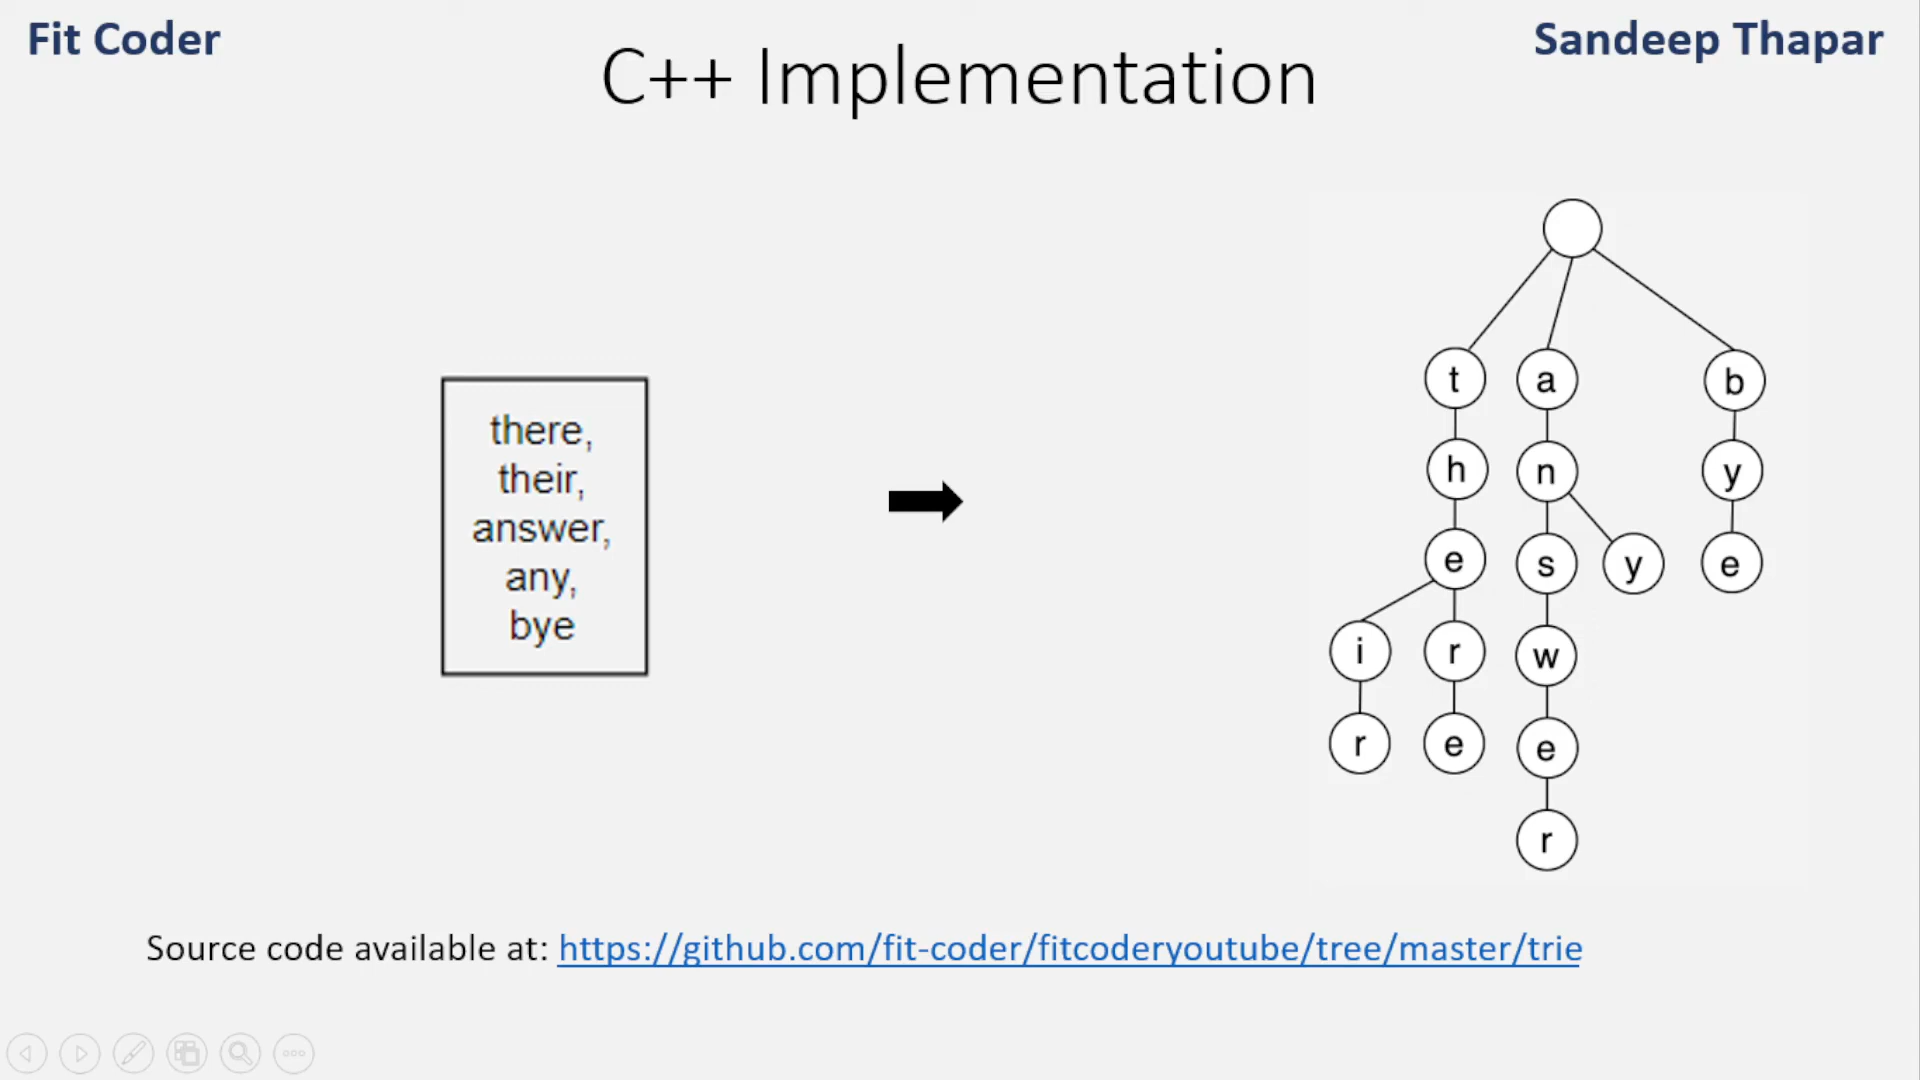 Fit Coder
Sandeep Thapar
C++ Implementation
there,
their,
answer,
any,
bye
t a b
h n y
e s y e
i r w
r e e
r
Source code available at: https://github.com/fit-coder/fitcoderyoutube/tree/master/trie